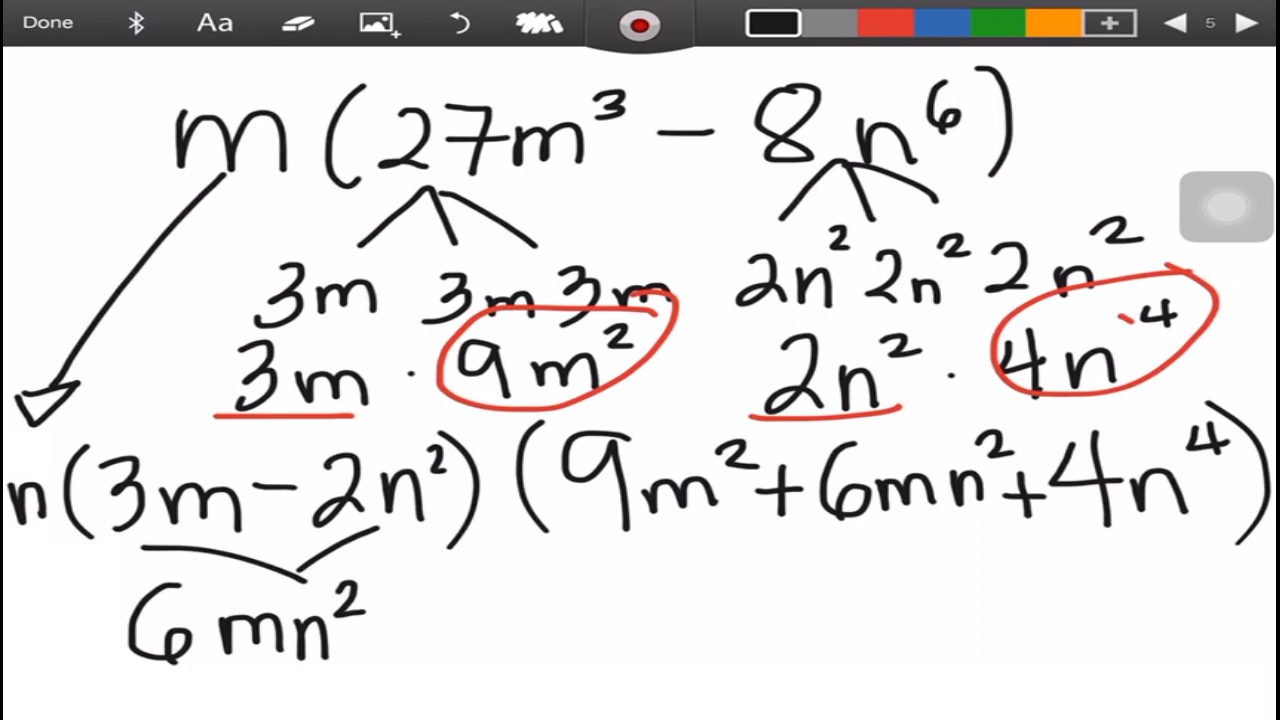 Done Aa 5
m(27m³ − 8n⁶)
3m 3m 3m 2n² 2n² 2n²
3m · 9m² 2n² · 4n⁴
n(3m − 2n²)(9m² + 6mn² + 4n⁴)
6mn²